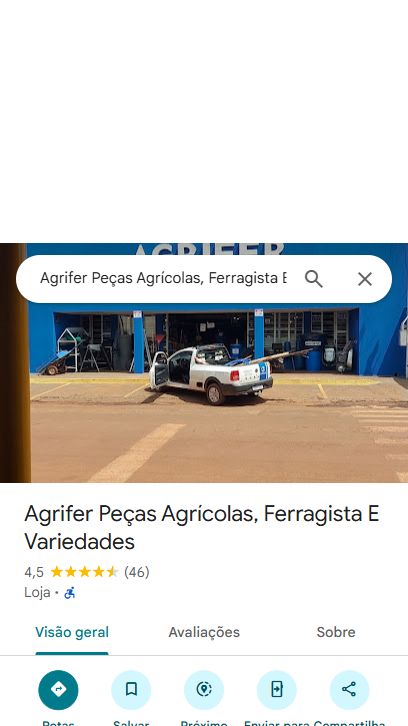 AGRIFER
Agrifer Peças Agrícolas, Ferragista E
Agrifer Peças Agrícolas, Ferragista E
Variedades
4,5 (46)
Loja ·
Visão geral Avaliações Sobre
Rotas Salvar Próximo Enviar para Compartilha